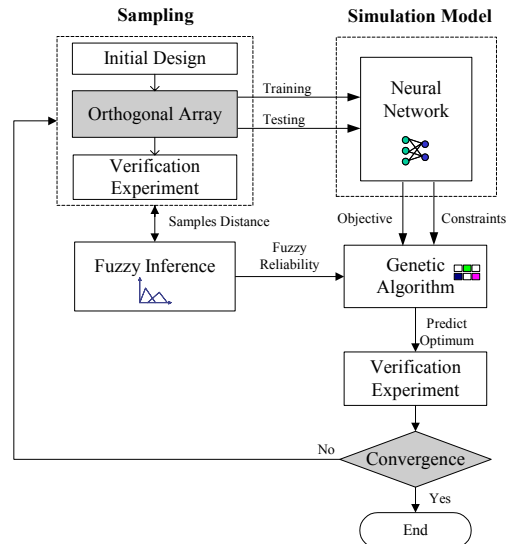 Sampling
Simulation Model
Initial Design
Orthogonal Array
Verification
Experiment
Training
Testing
Neural
Network
Samples Distance
Objective
Constraints
Fuzzy Inference
Fuzzy
Reliability
Genetic
Algorithm
Predict
Optimum
Verification
Experiment
No
Convergence
Yes
End